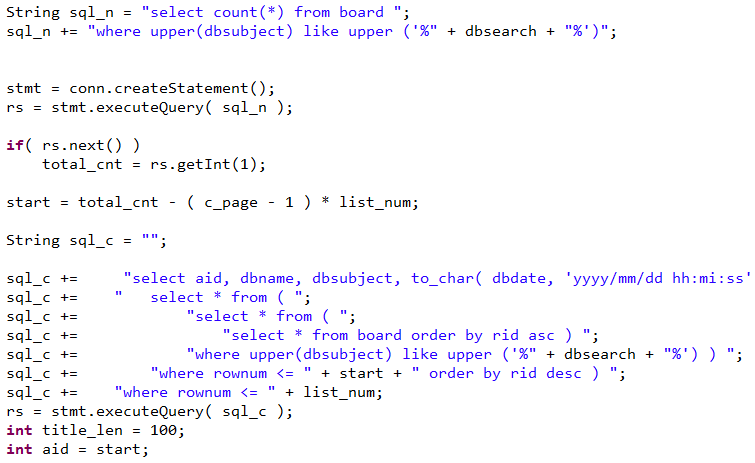 String sql_n = "select count(*) from board ";
sql_n += "where upper(dbsubject) like upper ('%" + dbsearch + "%')";
stmt = conn.createStatement();
rs = stmt.executeQuery( sql_n );
if( rs.next() )
total_cnt = rs.getInt(1);
start = total_cnt - ( c_page - 1 ) * list_num;
String sql_c = "";
sql_c += "select aid, dbname, dbsubject, to_char( dbdate, 'yyyy/mm/dd hh:mi:ss'
sql_c += " select * from ( ";
sql_c += "select * from ( ";
sql_c += "select * from board order by rid asc ) ";
sql_c += "where upper(dbsubject) like upper ('%" + dbsearch + "%') ) ";
sql_c += "where rownum <= " + start + " order by rid desc ) ";
sql_c += "where rownum <= " + list_num;
rs = stmt.executeQuery( sql_c );
int title_len = 100;
int aid = start;